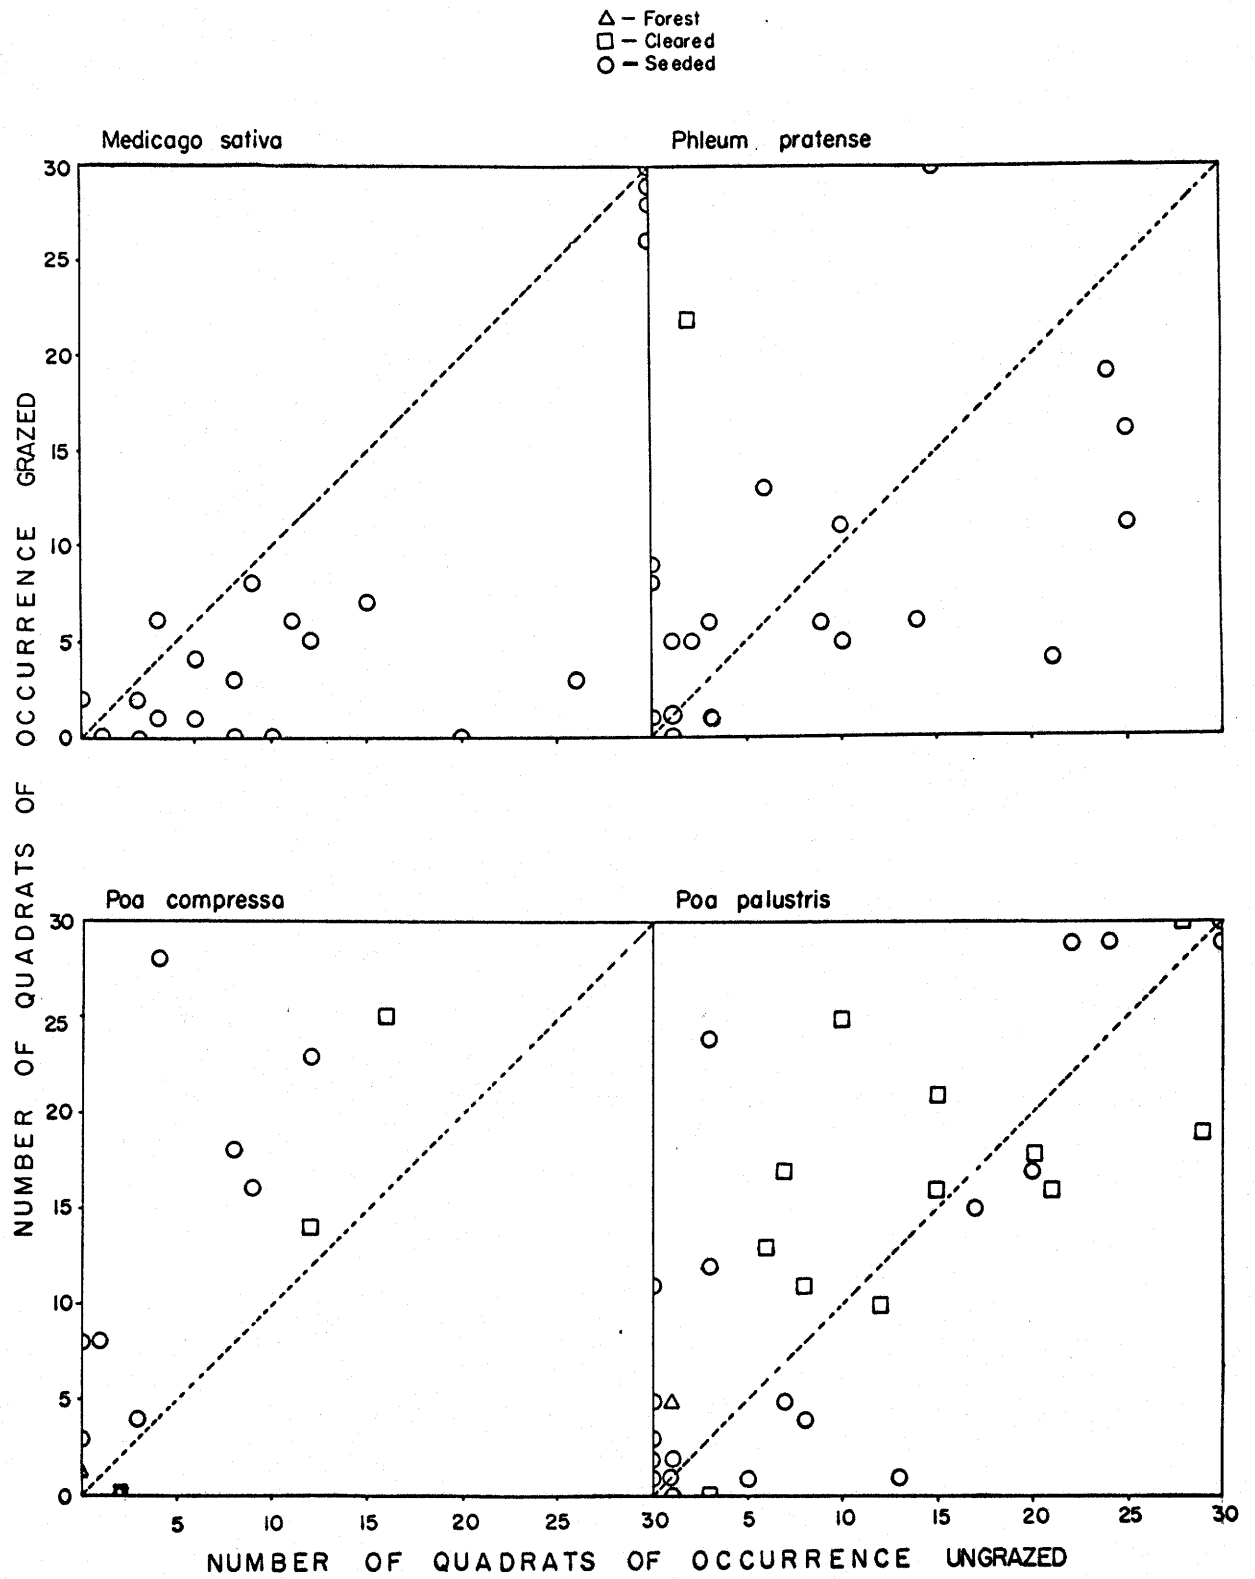 △ – Forest
□ – Cleared
○ – Seeded
Medicago sativa
Phleum pratense
30
25
20
15
10
5
0
Poa compressa
Poa palustris
30
25
20
15
10
5
0
5 10 15 20 25 30 5 10 15 20 25 30
NUMBER OF QUADRATS OF OCCURRENCE UNGRAZED
NUMBER OF QUADRATS OF OCCURRENCE GRAZED